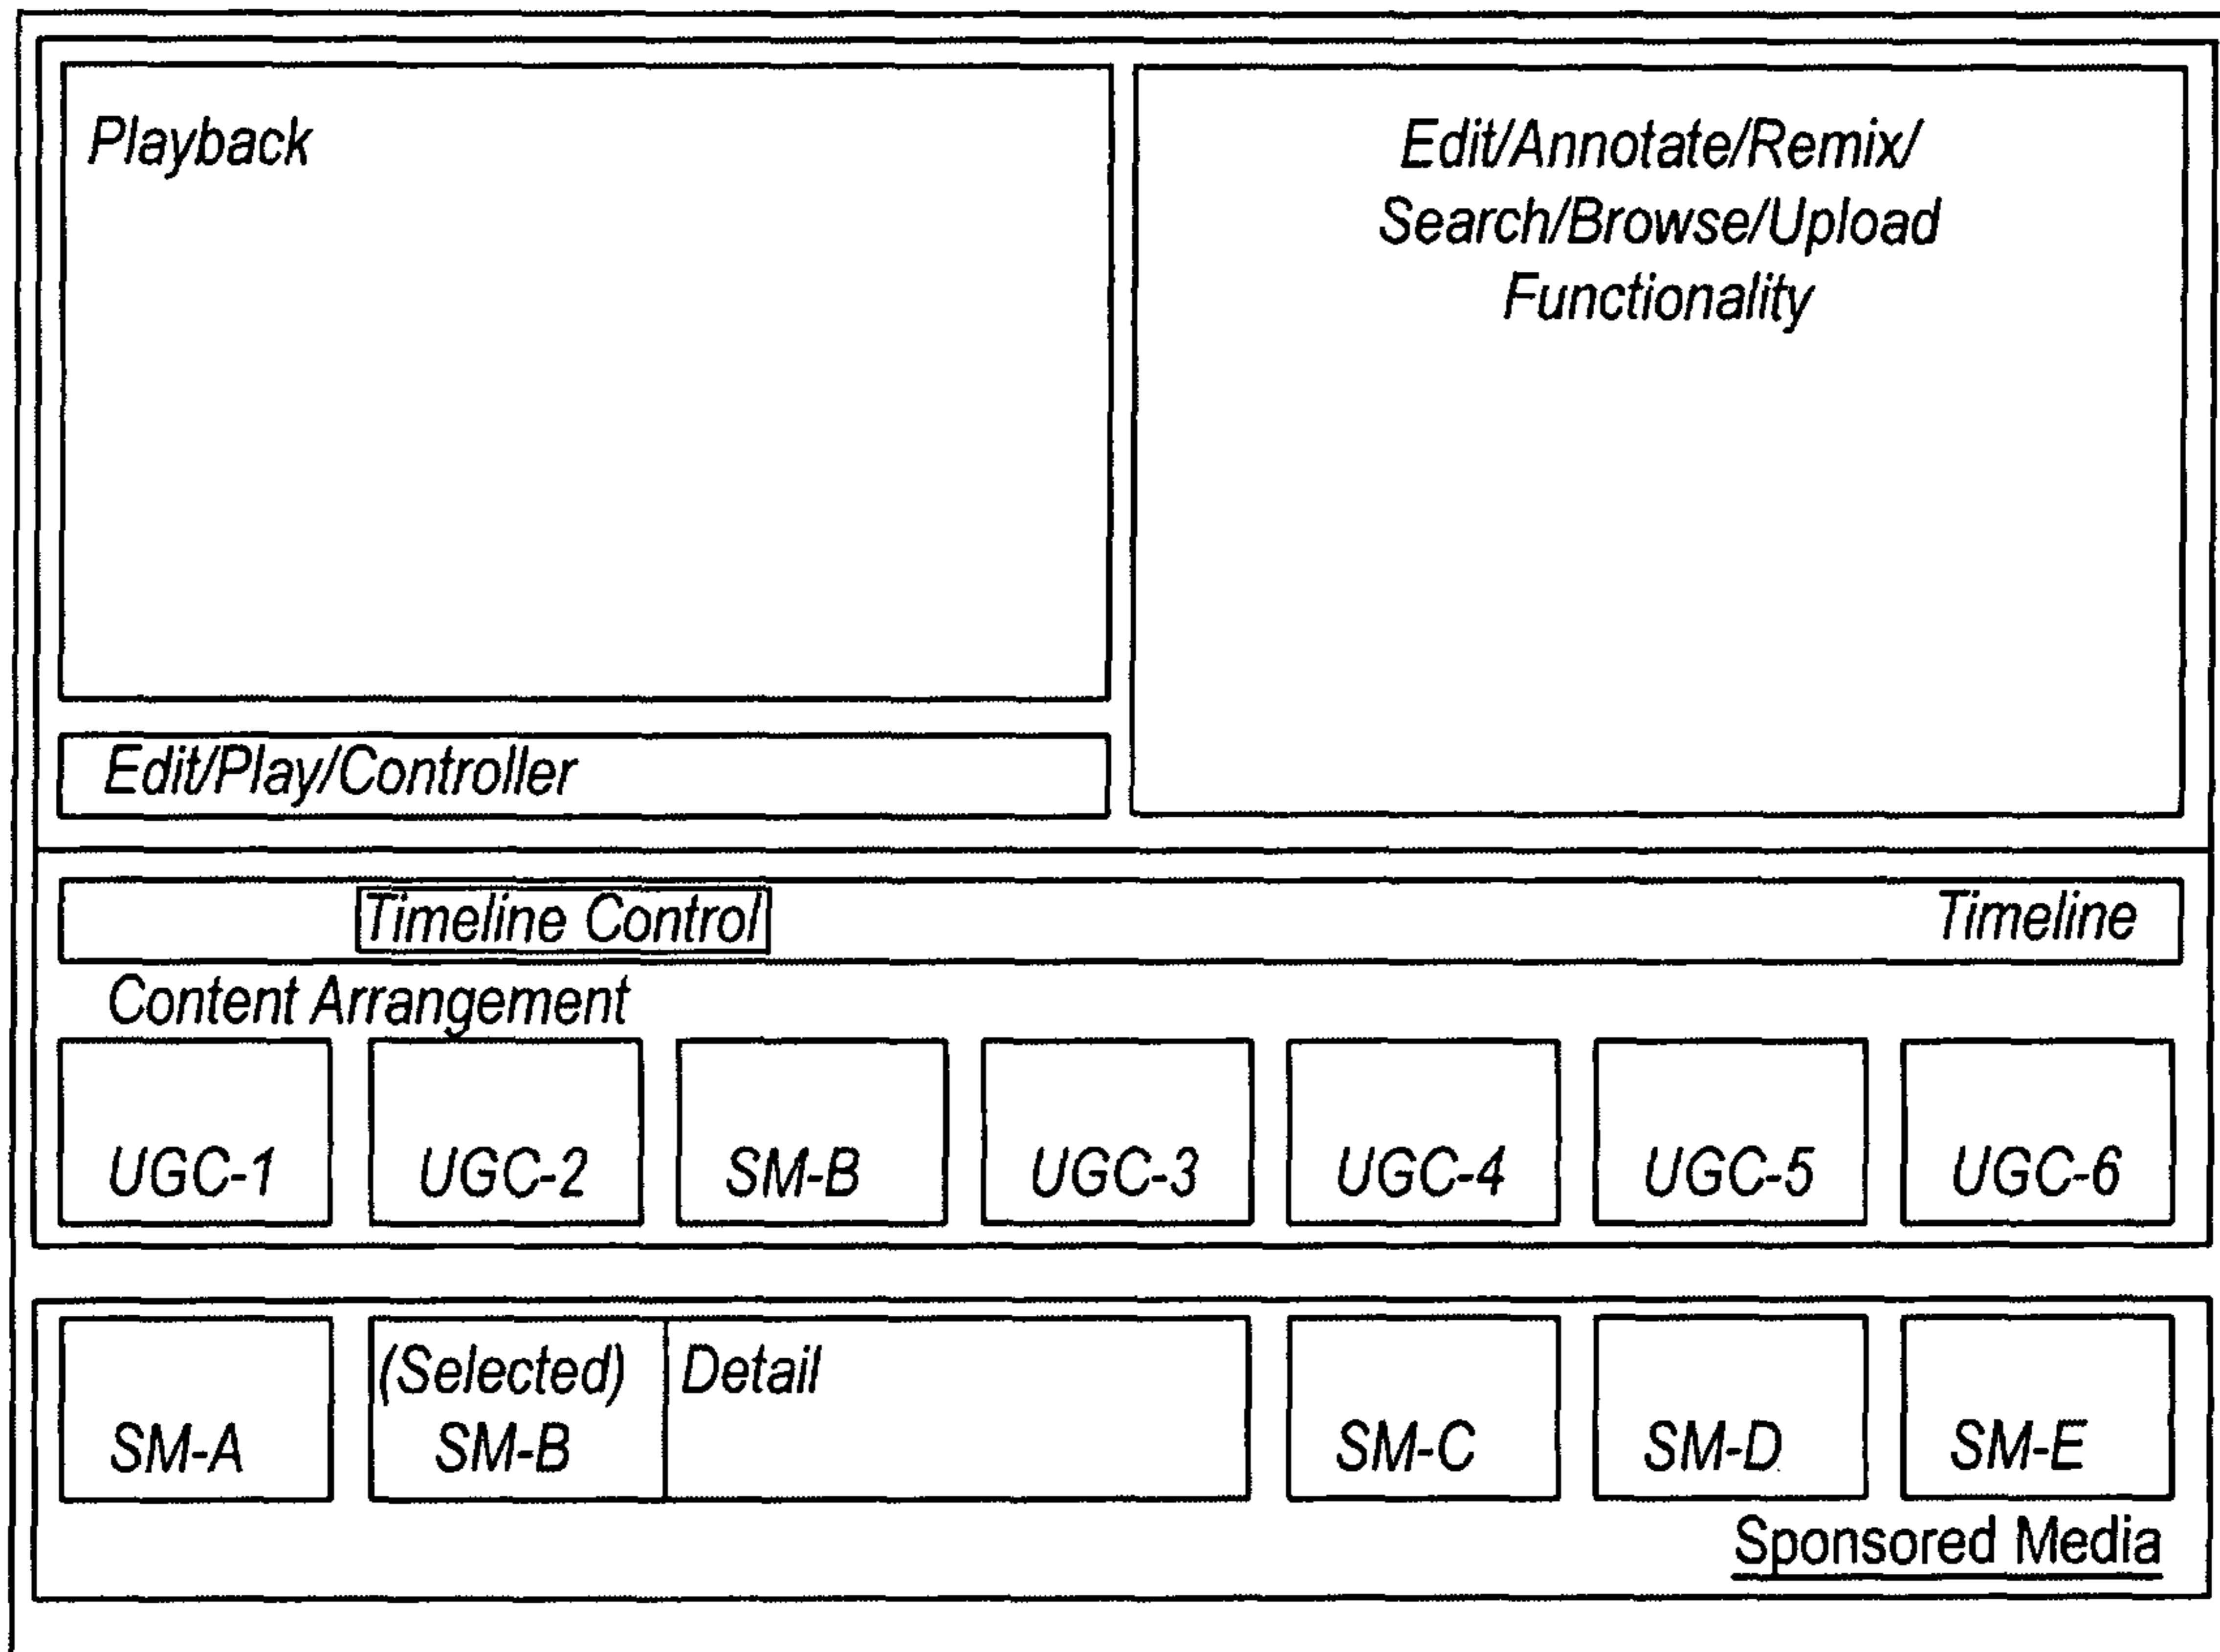 Playback
Edit/Annotate/Remix/
Search/Browse/Upload
Functionality
Edit/Play/Controller
Timeline Control
Timeline
Content Arrangement
UGC-1
UGC-2
SM-B
UGC-3
UGC-4
UGC-5
UGC-6
SM-A
(Selected)
SM-B
Detail
SM-C
SM-D
SM-E
Sponsored Media